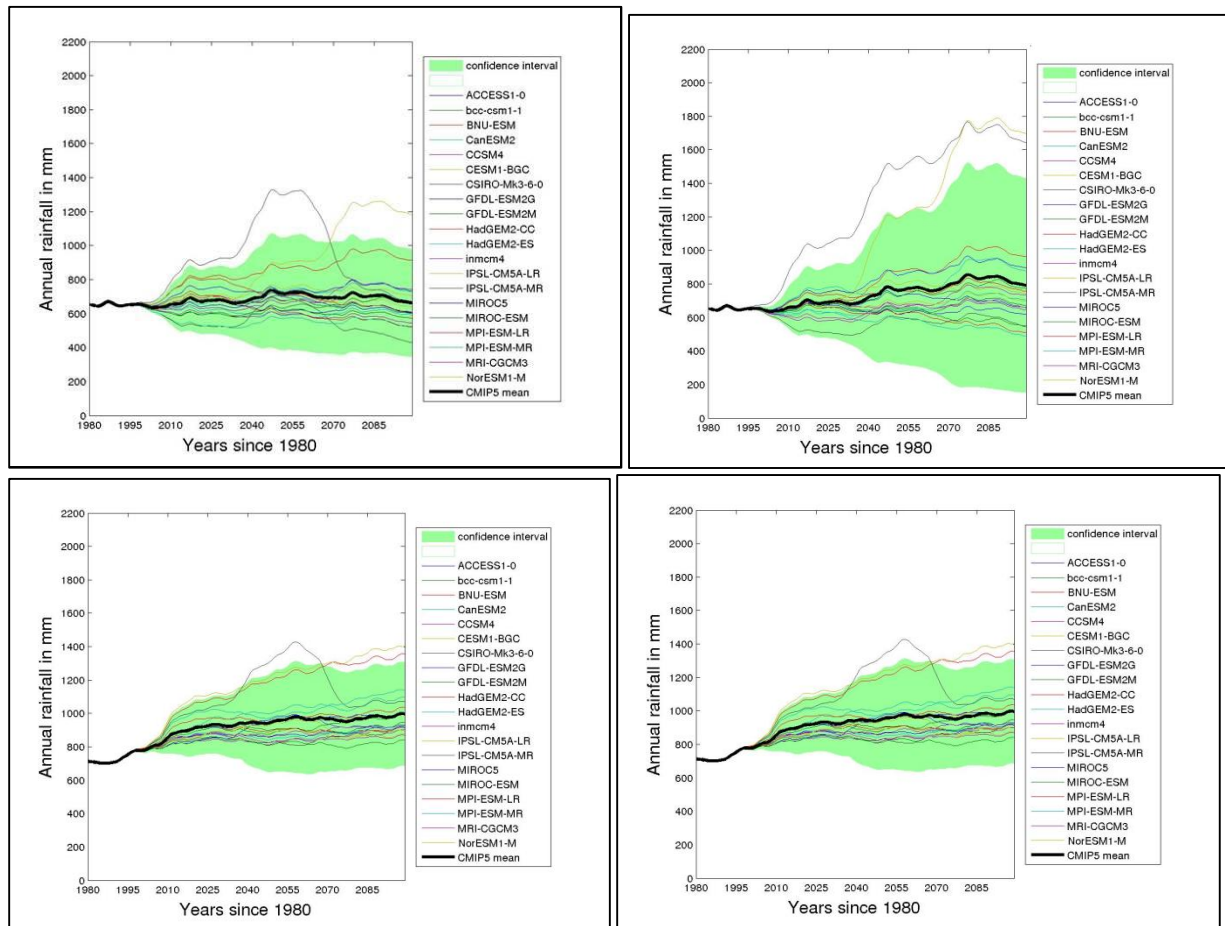 2200
2000
1800
1600
1400
1200
1000
800
600
400
200
0
1980 1995 2010 2025 2040 2055 2070 2085
Annual rainfall in mm
Years since 1980
confidence interval
ACCESS1-0
bcc-csm1-1
BNU-ESM
CanESM2
CCSM4
CESM1-BGC
CSIRO-Mk3-6-0
GFDL-ESM2G
GFDL-ESM2M
HadGEM2-CC
HadGEM2-ES
inmcm4
IPSL-CM5A-LR
IPSL-CM5A-MR
MIROC5
MIROC-ESM
MPI-ESM-LR
MPI-ESM-MR
MRI-CGCM3
NorESM1-M
CMIP5 mean
2200
2000
1800
1600
1400
1200
1000
800
600
400
200
0
1980 1995 2010 2025 2040 2055 2070 2085
Annual rainfall in mm
Years since 1980
confidence interval
ACCESS1-0
bcc-csm1-1
BNU-ESM
CanESM2
CCSM4
CESM1-BGC
CSIRO-Mk3-6-0
GFDL-ESM2G
GFDL-ESM2M
HadGEM2-CC
HadGEM2-ES
inmcm4
IPSL-CM5A-LR
IPSL-CM5A-MR
MIROC5
MIROC-ESM
MPI-ESM-LR
MPI-ESM-MR
MRI-CGCM3
NorESM1-M
CMIP5 mean
2200
2000
1800
1600
1400
1200
1000
800
600
400
200
0
1980 1995 2010 2025 2040 2055 2070 2085
Annual rainfall in mm
Years since 1980
confidence interval
ACCESS1-0
bcc-csm1-1
BNU-ESM
CanESM2
CCSM4
CESM1-BGC
CSIRO-Mk3-6-0
GFDL-ESM2G
GFDL-ESM2M
HadGEM2-CC
HadGEM2-ES
inmcm4
IPSL-CM5A-LR
IPSL-CM5A-MR
MIROC5
MIROC-ESM
MPI-ESM-LR
MPI-ESM-MR
MRI-CGCM3
NorESM1-M
CMIP5 mean
2200
2000
1800
1600
1400
1200
1000
800
600
400
200
0
1980 1995 2010 2025 2040 2055 2070 2085
Annual rainfall in mm
Years since 1980
confidence interval
ACCESS1-0
bcc-csm1-1
BNU-ESM
CanESM2
CCSM4
CESM1-BGC
CSIRO-Mk3-6-0
GFDL-ESM2G
GFDL-ESM2M
HadGEM2-CC
HadGEM2-ES
inmcm4
IPSL-CM5A-LR
IPSL-CM5A-MR
MIROC5
MIROC-ESM
MPI-ESM-LR
MPI-ESM-MR
MRI-CGCM3
NorESM1-M
CMIP5 mean